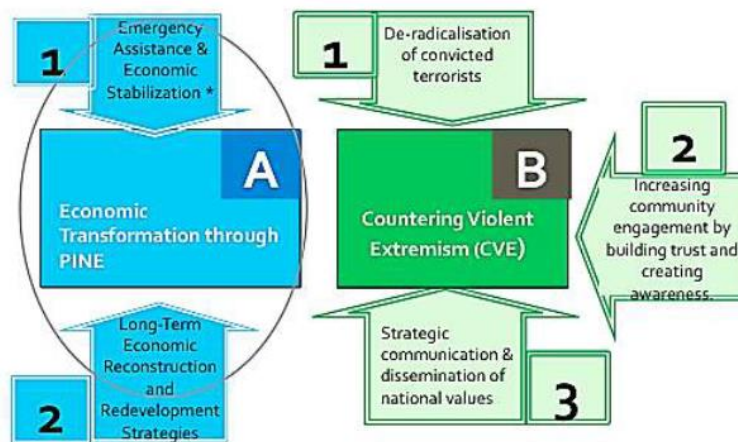 1
Emergency
Assistance &
Economic
Stabilization *
A
Economic
Transformation through
PINE
Long-Term
Economic
Reconstruction
and
Redevelopment
Strategies
2
1
De-radicalisation
of convicted
terrorists
B
Countering Violent
Extremism (CVE)
2
Increasing
community
engagement by
building trust and
creating
awareness.
Strategic
communication &
dissemination of
national values
3